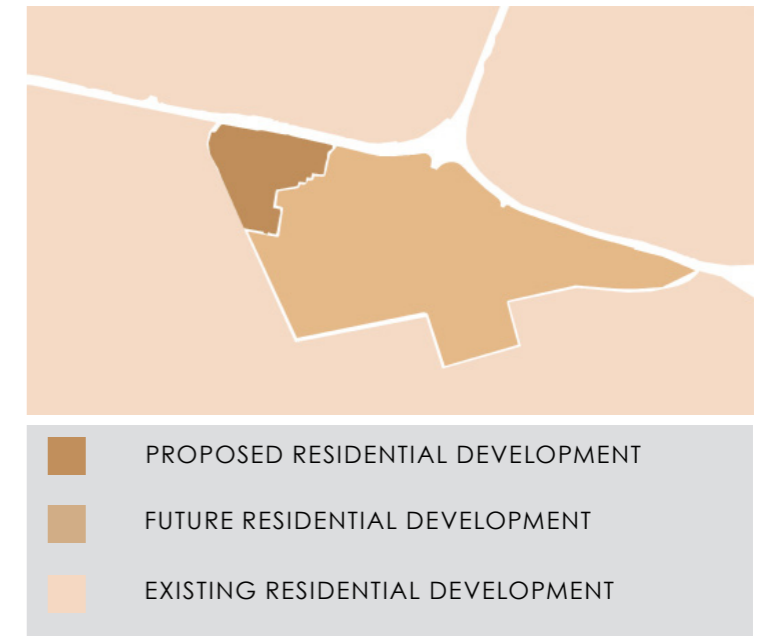 PROPOSED RESIDENTIAL DEVELOPMENT
FUTURE RESIDENTIAL DEVELOPMENT
EXISTING RESIDENTIAL DEVELOPMENT